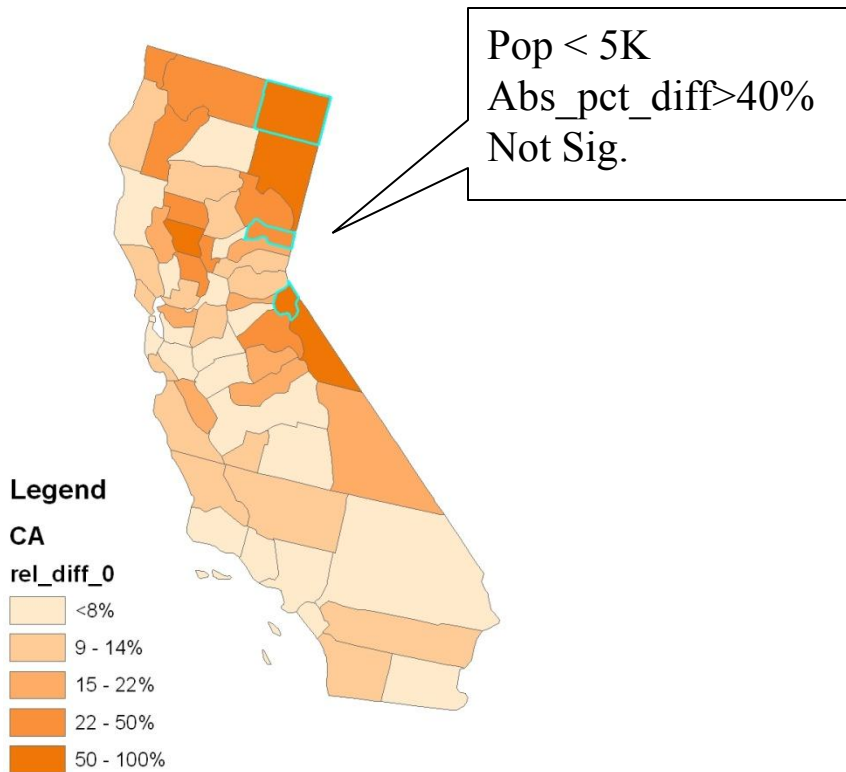 Pop < 5K
Abs_pct_diff>40%
Not Sig.
Legend
CA
rel_diff_0
<8%
9 - 14%
15 - 22%
22 - 50%
50 - 100%